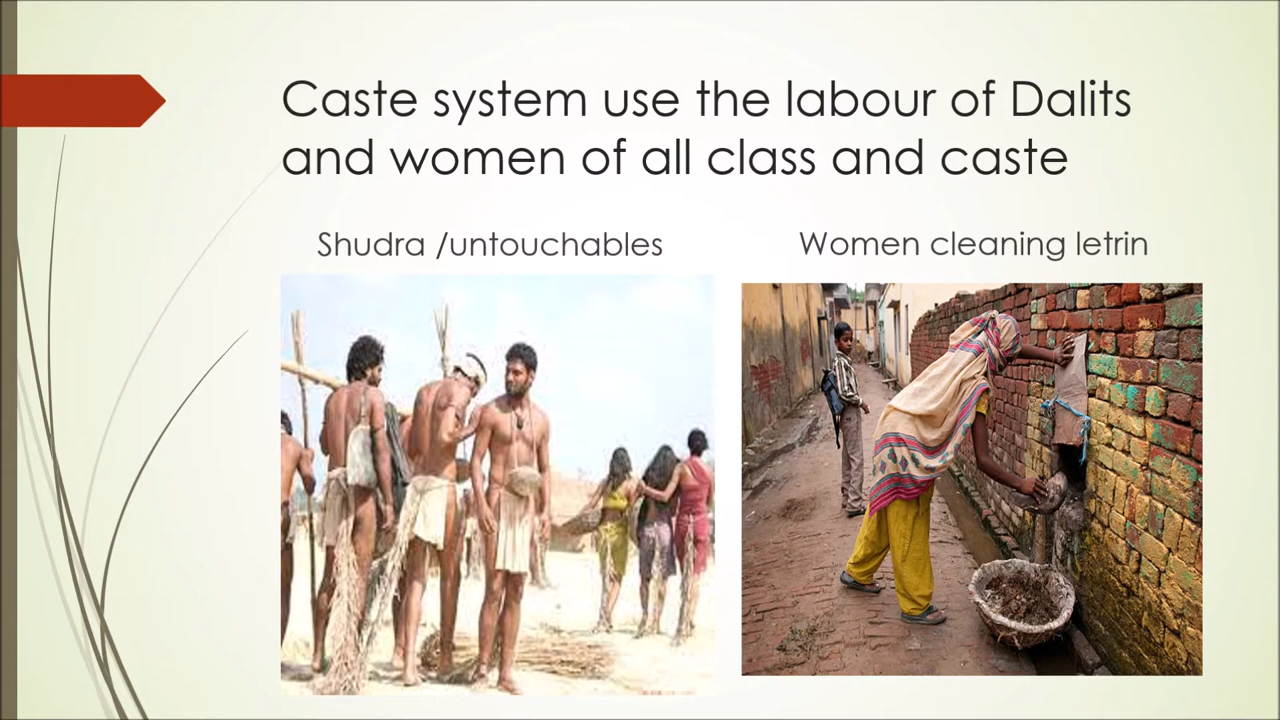 Caste system use the labour of Dalits
and women of all class and caste
Shudra /untouchables
Women cleaning letrin